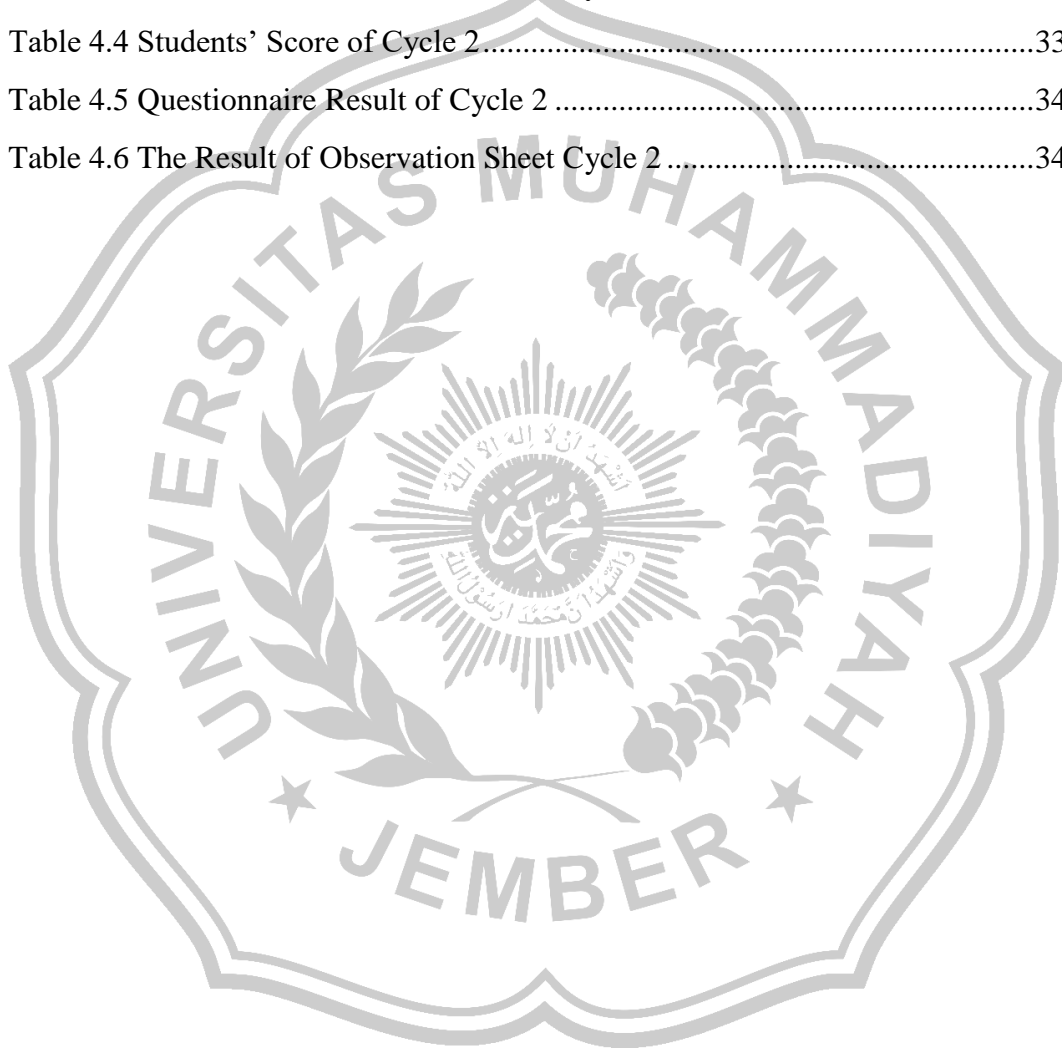 Table 4.4 Students’ Score of Cycle 2.....................................................................33
Table 4.5 Questionnaire Result of Cycle 2 ............................................................34
Table 4.6 The Result of Observation Sheet Cycle 2 ..............................................34
UNIVERSITAS MUHAMMADIYAH
JEMBER